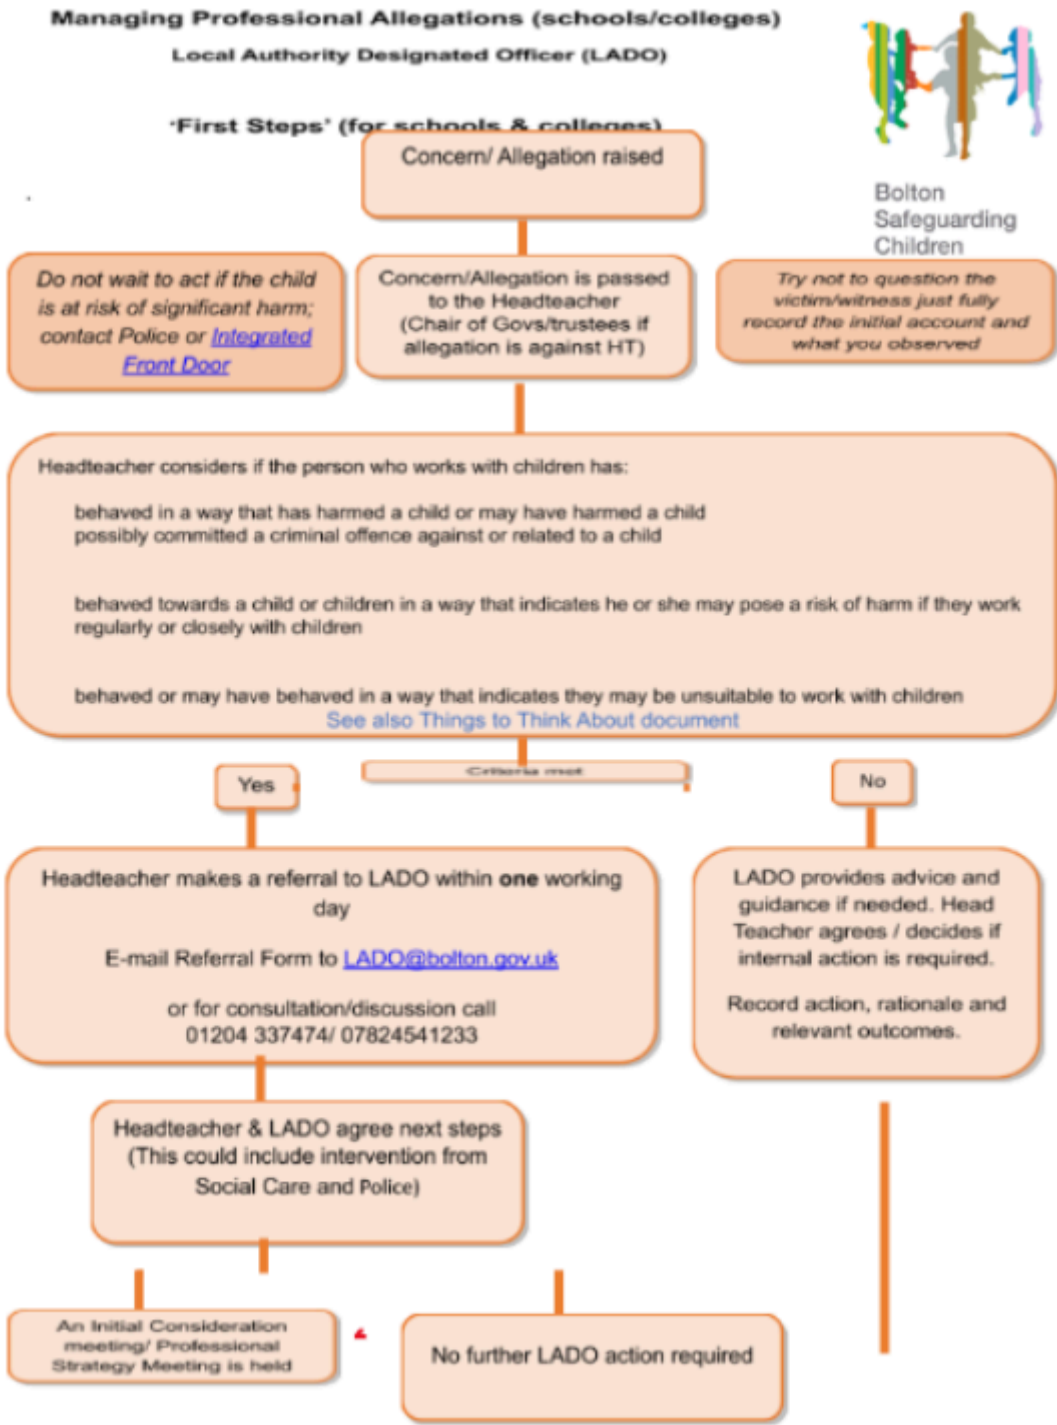 Managing Professional Allegations (schools/colleges)
Local Authority Designated Officer (LADO)
'First Steps' (for schools & colleges)
Bolton
Safeguarding
Children
Concern/ Allegation raised
Do not wait to act if the child
is at risk of significant harm;
contact Police or Integrated
Front Door
Concern/Allegation is passed
to the Headteacher
(Chair of Govs/trustees if
allegation is against HT)
Try not to question the
victim/witness just fully
record the initial account and
what you observed
Headteacher considers if the person who works with children has:
behaved in a way that has harmed a child or may have harmed a child
possibly committed a criminal offence against or related to a child
behaved towards a child or children in a way that indicates he or she may pose a risk of harm if they work
regularly or closely with children
behaved or may have behaved in a way that indicates they may be unsuitable to work with children
See also Things to Think About document
Criteria met
Yes
No
Headteacher makes a referral to LADO within one working
day
E-mail Referral Form to LADO@bolton.gov.uk
or for consultation/discussion call
01204 337474/ 07824541233
LADO provides advice and
guidance if needed. Head
Teacher agrees / decides if
internal action is required.
Record action, rationale and
relevant outcomes.
Headteacher & LADO agree next steps
(This could include intervention from
Social Care and Police)
An Initial Consideration
meeting/ Professional
Strategy Meeting is held
No further LADO action required